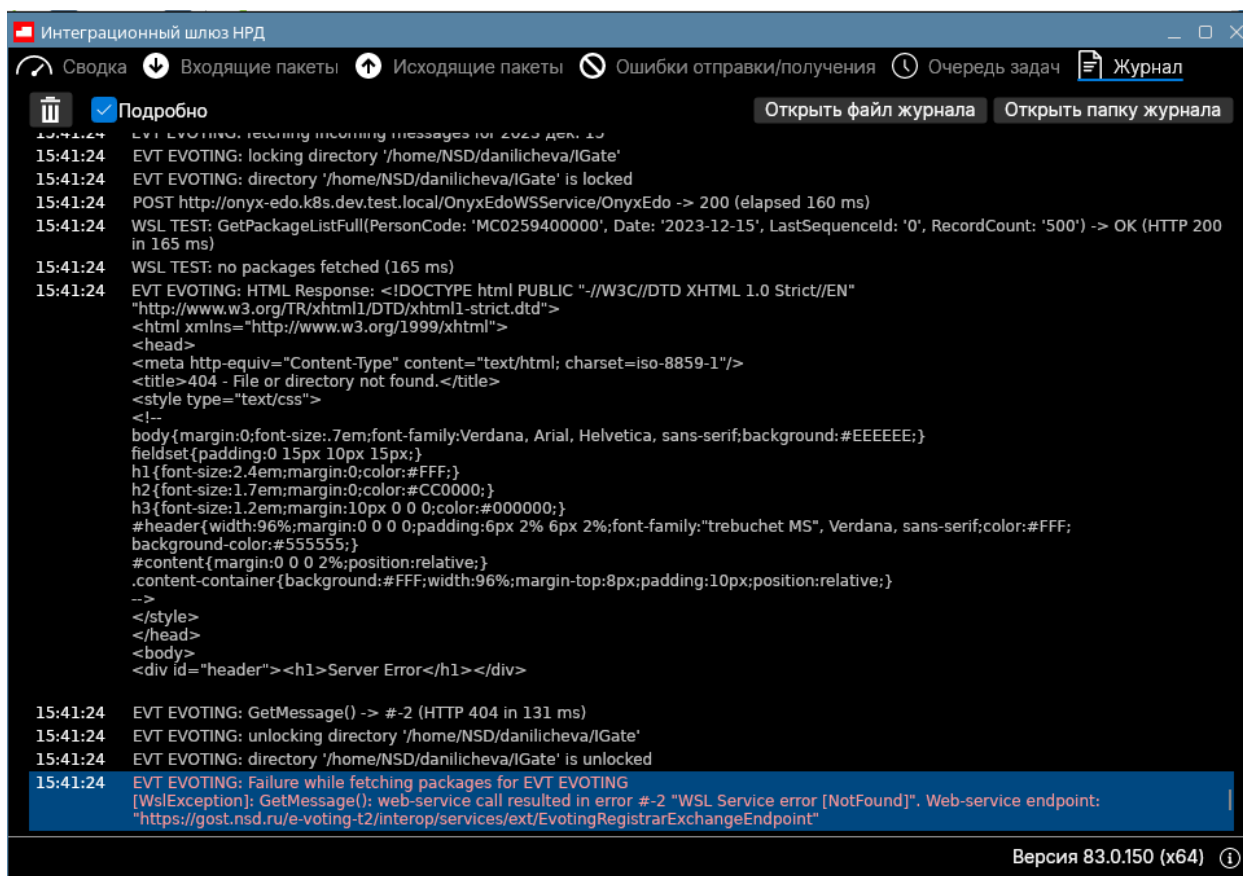 Интеграционный шлюз НРД
Сводка Входящие пакеты Исходящие пакеты Ошибки отправки/получения Очередь задач Журнал
Подробно Открыть файл журнала Открыть папку журнала
15:41:24 EVT EVOTING: fetching incoming messages for 2023 дек. 15
15:41:24 EVT EVOTING: locking directory '/home/NSD/danilicheva/IGate'
15:41:24 EVT EVOTING: directory '/home/NSD/danilicheva/IGate' is locked
15:41:24 POST http://onyx-edo.k8s.dev.test.local/OnyxEdoWSService/OnyxEdo -> 200 (elapsed 160 ms)
15:41:24 WSL TEST: GetPackageListFull(PersonCode: 'MC0259400000', Date: '2023-12-15', LastSequenceId: '0', RecordCount: '500') -> OK (HTTP 200
in 165 ms)
15:41:24 WSL TEST: no packages fetched (165 ms)
15:41:24 EVT EVOTING: HTML Response: <!DOCTYPE html PUBLIC "-//W3C//DTD XHTML 1.0 Strict//EN"
"http://www.w3.org/TR/xhtml1/DTD/xhtml1-strict.dtd">
<html xmlns="http://www.w3.org/1999/xhtml">
<head>
<meta http-equiv="Content-Type" content="text/html; charset=iso-8859-1"/>
<title>404 - File or directory not found.</title>
<style type="text/css">
<!--
body{margin:0;font-size:.7em;font-family:Verdana, Arial, Helvetica, sans-serif;background:#EEEEEE;}
fieldset{padding:0 15px 10px 15px;}
h1{font-size:2.4em;margin:0;color:#FFF;}
h2{font-size:1.7em;margin:0;color:#CC0000;}
h3{font-size:1.2em;margin:10px 0 0 0;color:#000000;}
#header{width:96%;margin:0 0 0 0;padding:6px 2% 6px 2%;font-family:"trebuchet MS", Verdana, sans-serif;color:#FFF;
background-color:#555555;}
#content{margin:0 0 0 2%;position:relative;}
.content-container{background:#FFF;width:96%;margin-top:8px;padding:10px;position:relative;}
-->
</style>
</head>
<body>
<div id="header"><h1>Server Error</h1></div>
15:41:24 EVT EVOTING: GetMessage() -> #-2 (HTTP 404 in 131 ms)
15:41:24 EVT EVOTING: unlocking directory '/home/NSD/danilicheva/IGate'
15:41:24 EVT EVOTING: directory '/home/NSD/danilicheva/IGate' is unlocked
15:41:24 EVT EVOTING: Failure while fetching packages for EVT EVOTING
[WslException]: GetMessage(): web-service call resulted in error #-2 "WSL Service error [NotFound]". Web-service endpoint:
"https://gost.nsd.ru/e-voting-t2/interop/services/ext/EvotingRegistrarExchangeEndpoint"
Версия 83.0.150 (x64)